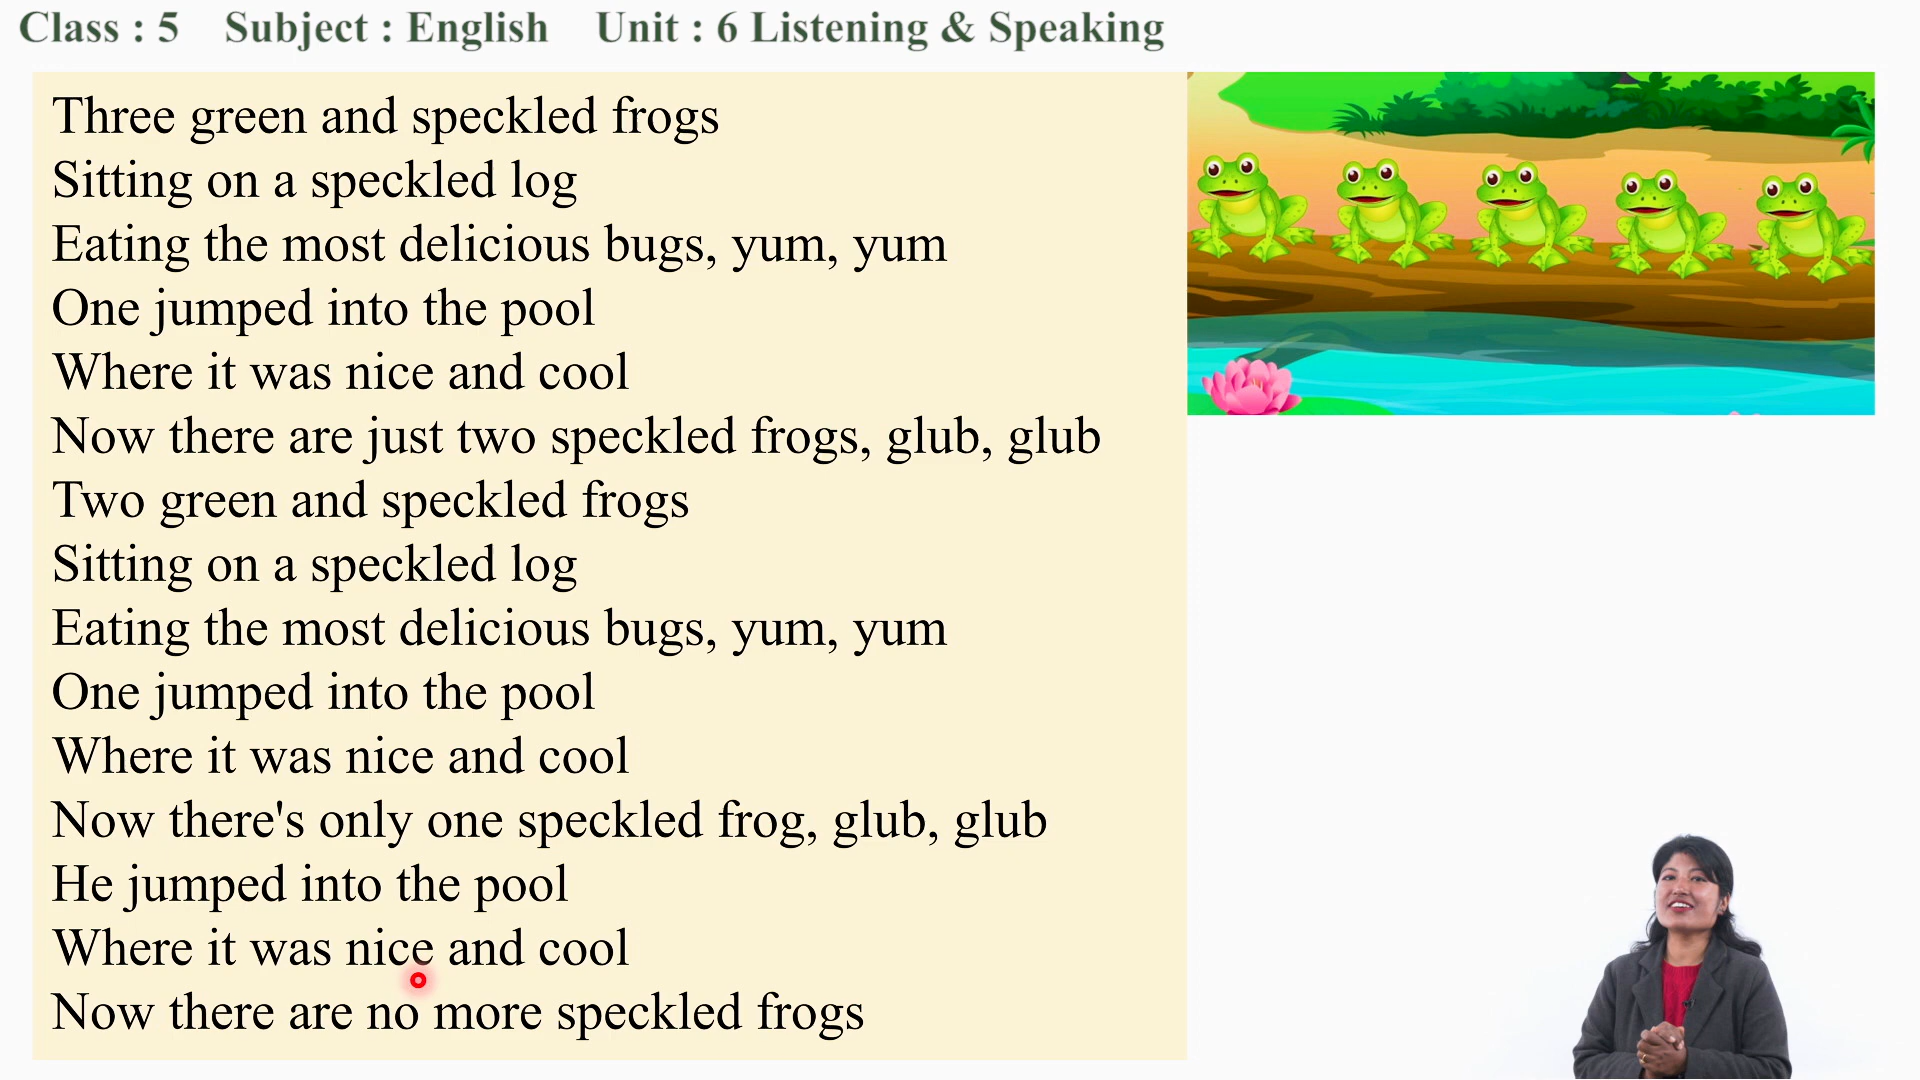 Class : 5    Subject : English    Unit : 6 Listening & Speaking
Three green and speckled frogs
Sitting on a speckled log
Eating the most delicious bugs, yum, yum
One jumped into the pool
Where it was nice and cool
Now there are just two speckled frogs, glub, glub
Two green and speckled frogs
Sitting on a speckled log
Eating the most delicious bugs, yum, yum
One jumped into the pool
Where it was nice and cool
Now there's only one speckled frog, glub, glub
He jumped into the pool
Where it was nice and cool
Now there are no more speckled frogs